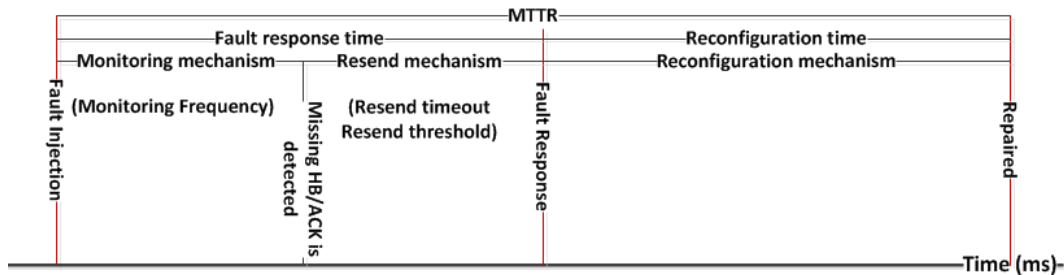 MTTR
Fault response time
Reconfiguration time
Monitoring mechanism
Resend mechanism
Reconfiguration mechanism
(Monitoring Frequency)
(Resend timeout
Resend threshold)
Fault Injection
Missing HB/ACK is
detected
Fault Response
Repaired
Time (ms)